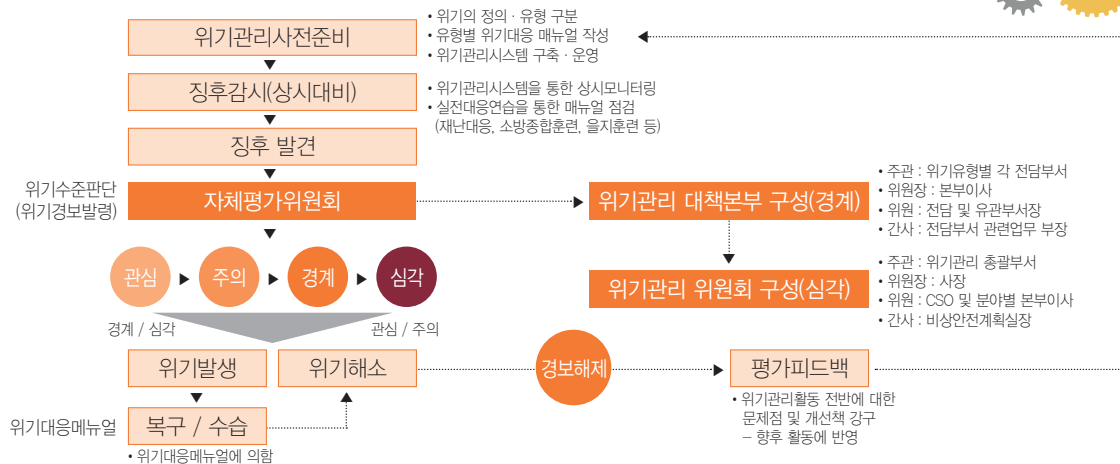 위기관리사전준비
• 위기의 정의 · 유형 구분
• 유형별 위기대응 매뉴얼 작성
• 위기관리시스템 구축 · 운영
징후감시(상시대비)
• 위기관리시스템을 통한 상시모니터링
• 실전대응연습을 통한 매뉴얼 점검
(재난대응, 소방종합훈련, 을지훈련 등)
징후 발견
위기수준판단
(위기경보발령)
자체평가위원회
위기관리 대책본부 구성(경계)
• 주관 : 위기유형별 각 전담부서
• 위원장 : 본부이사
• 위원 : 전담 및 유관부서장
• 간사 : 전담부서 관련업무 부장
관심
주의
경계
심각
위기관리 위원회 구성(심각)
• 주관 : 위기관리 총괄부서
• 위원장 : 사장
• 위원 : CSO 및 분야별 본부이사
• 간사 : 비상안전계획실장
경계 / 심각
관심 / 주의
위기발생
위기해소
경보해제
평가피드백
• 위기관리활동 전반에 대한
문제점 및 개선책 강구
– 향후 활동에 반영
위기대응메뉴얼
복구 / 수습
• 위기대응메뉴얼에 의함